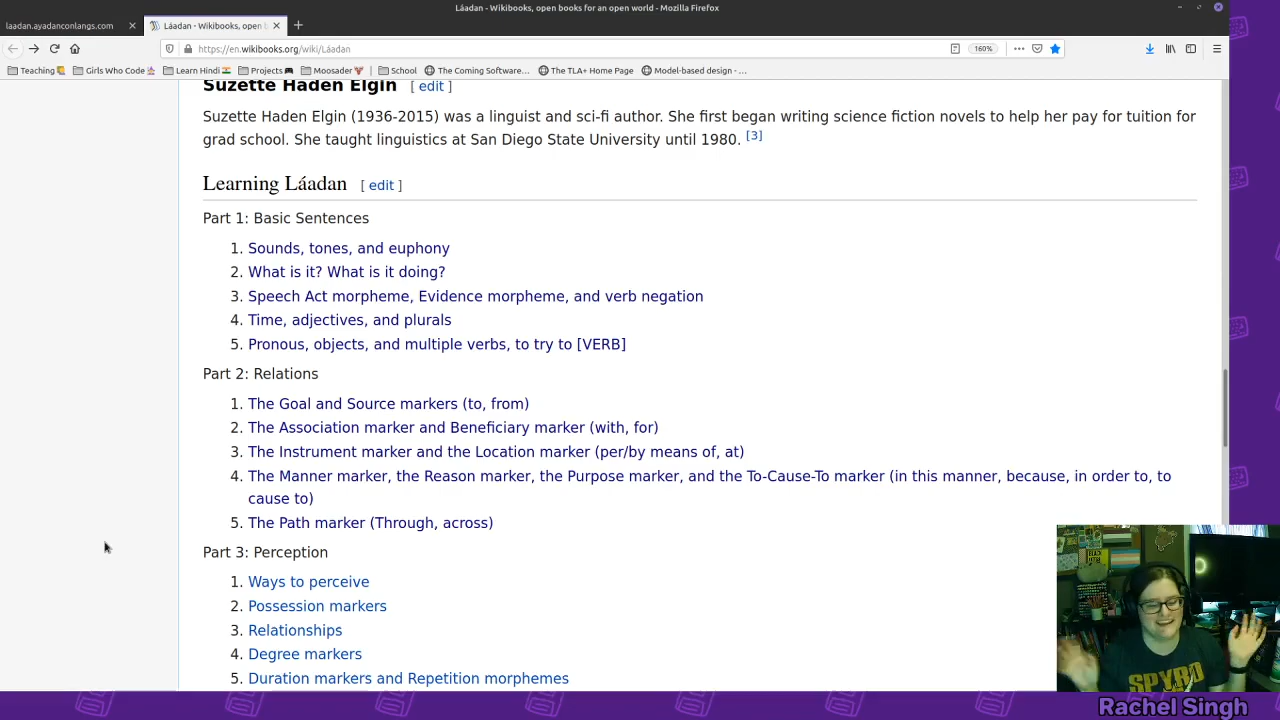 Láadan - Wikibooks, open books for an open world - Mozilla Firefox
laadan.ayadanconlangs.com
Láadan - Wikibooks, open b
https://en.wikibooks.org/wiki/Láadan
160%
Teaching
Girls Who Code
Learn Hindi
Projects
Moosader
School
The Coming Software...
The TLA+ Home Page
Model-based design - ...
Suzette Haden Elgin [ edit ]
Suzette Haden Elgin (1936-2015) was a linguist and sci-fi author. She first began writing science fiction novels to help her pay for tuition for
grad school. She taught linguistics at San Diego State University until 1980. [3]
Learning Láadan [ edit ]
Part 1: Basic Sentences
1. Sounds, tones, and euphony
2. What is it? What is it doing?
3. Speech Act morpheme, Evidence morpheme, and verb negation
4. Time, adjectives, and plurals
5. Pronous, objects, and multiple verbs, to try to [VERB]
Part 2: Relations
1. The Goal and Source markers (to, from)
2. The Association marker and Beneficiary marker (with, for)
3. The Instrument marker and the Location marker (per/by means of, at)
4. The Manner marker, the Reason marker, the Purpose marker, and the To-Cause-To marker (in this manner, because, in order to, to
cause to)
5. The Path marker (Through, across)
Part 3: Perception
1. Ways to perceive
2. Possession markers
3. Relationships
4. Degree markers
5. Duration markers and Repetition morphemes
SPYRO
Rachel Singh